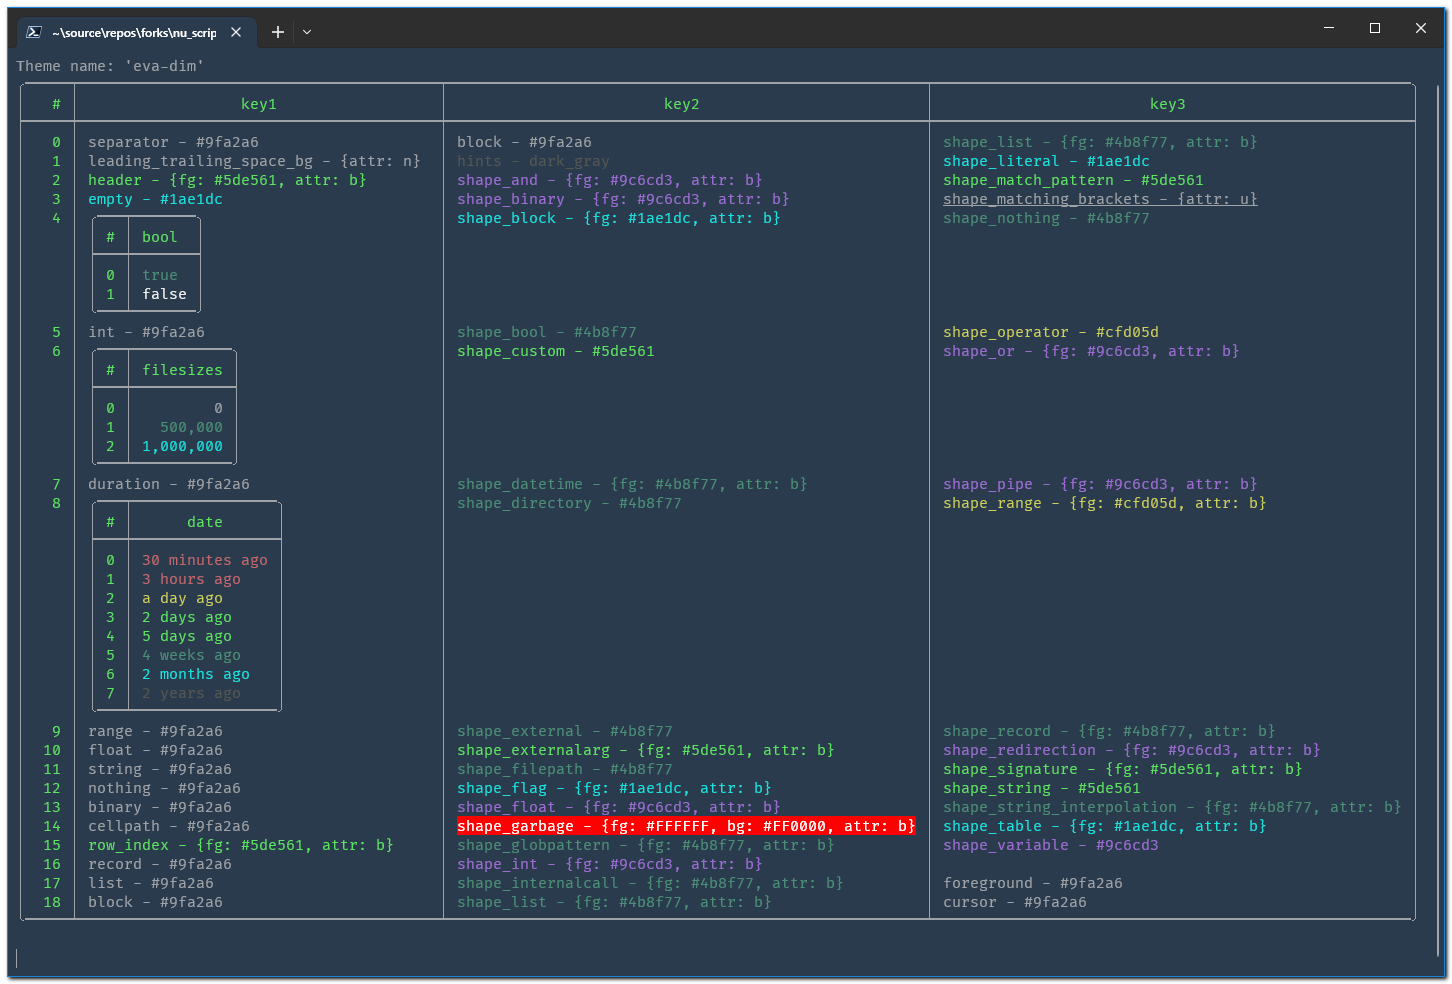 ~\source\repos\forks\nu_scrip
Theme name: 'eva-dim'
# key1 key2 key3
0 separator - #9fa2a6 block - #9fa2a6 shape_list - {fg: #4b8f77, attr: b}
1 leading_trailing_space_bg - {attr: n} hints - dark_gray shape_literal - #1ae1dc
2 header - {fg: #5de561, attr: b} shape_and - {fg: #9c6cd3, attr: b} shape_match_pattern - #5de561
3 empty - #1ae1dc shape_binary - {fg: #9c6cd3, attr: b} shape_matching_brackets - {attr: u}
4 shape_block - {fg: #1ae1dc, attr: b} shape_nothing - #4b8f77
# bool
0 true
1 false
5 int - #9fa2a6 shape_bool - #4b8f77 shape_operator - #cfd05d
6 shape_custom - #5de561 shape_or - {fg: #9c6cd3, attr: b}
# filesizes
0 0
1 500,000
2 1,000,000
7 duration - #9fa2a6 shape_datetime - {fg: #4b8f77, attr: b} shape_pipe - {fg: #9c6cd3, attr: b}
8 shape_directory - #4b8f77 shape_range - {fg: #cfd05d, attr: b}
# date
0 30 minutes ago
1 3 hours ago
2 a day ago
3 2 days ago
4 5 days ago
5 4 weeks ago
6 2 months ago
7 2 years ago
9 range - #9fa2a6 shape_external - #4b8f77 shape_record - {fg: #4b8f77, attr: b}
10 float - #9fa2a6 shape_externalarg - {fg: #5de561, attr: b} shape_redirection - {fg: #9c6cd3, attr: b}
11 string - #9fa2a6 shape_filepath - #4b8f77 shape_signature - {fg: #5de561, attr: b}
12 nothing - #9fa2a6 shape_flag - {fg: #1ae1dc, attr: b} shape_string - #5de561
13 binary - #9fa2a6 shape_float - {fg: #9c6cd3, attr: b} shape_string_interpolation - {fg: #4b8f77, attr: b}
14 cellpath - #9fa2a6 shape_garbage - {fg: #FFFFFF, bg: #FF0000, attr: b} shape_table - {fg: #1ae1dc, attr: b}
15 row_index - {fg: #5de561, attr: b} shape_globpattern - {fg: #4b8f77, attr: b} shape_variable - #9c6cd3
16 record - #9fa2a6 shape_int - {fg: #9c6cd3, attr: b}
17 list - #9fa2a6 shape_internalcall - {fg: #4b8f77, attr: b} foreground - #9fa2a6
18 block - #9fa2a6 shape_list - {fg: #4b8f77, attr: b} cursor - #9fa2a6